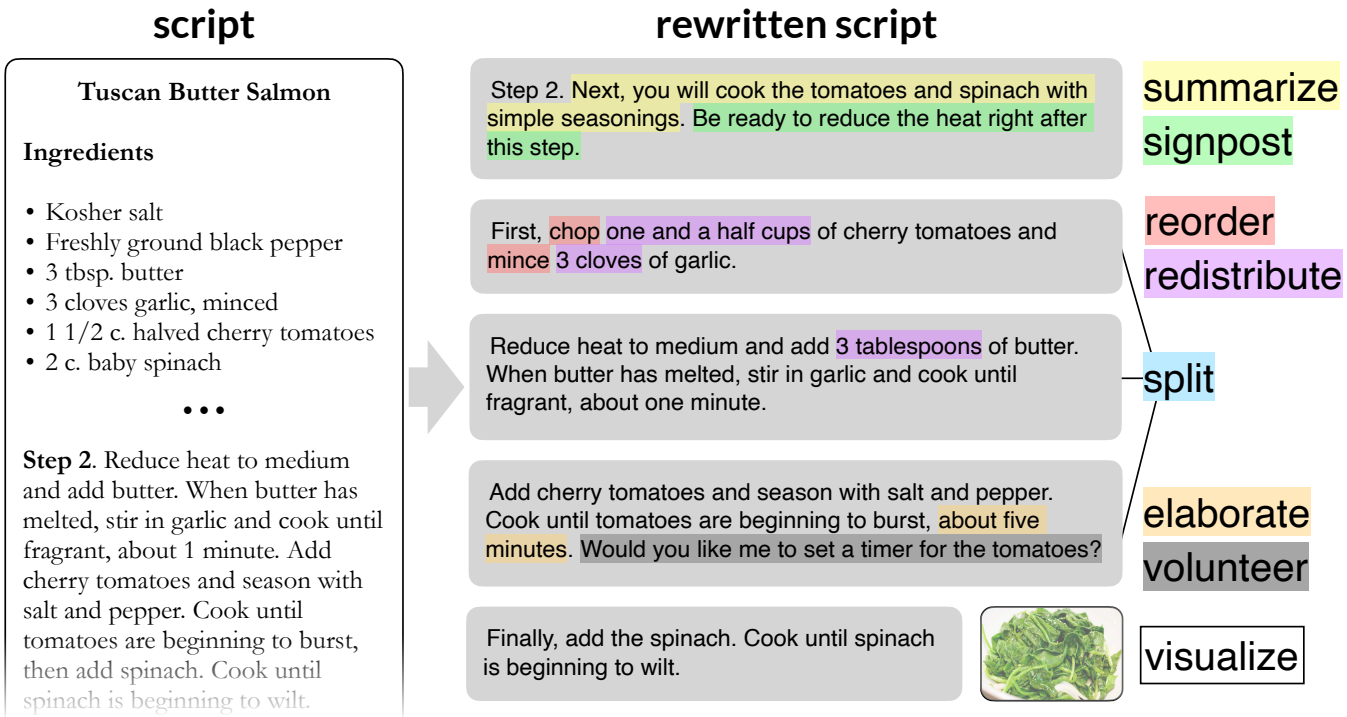 script
Tuscan Butter Salmon
Ingredients
• Kosher salt
• Freshly ground black pepper
• 3 tbsp. butter
• 3 cloves garlic, minced
• 1 1/2 c. halved cherry tomatoes
• 2 c. baby spinach
•••
Step 2. Reduce heat to medium
and add butter. When butter has
melted, stir in garlic and cook until
fragrant, about 1 minute. Add
cherry tomatoes and season with
salt and pepper. Cook until
tomatoes are beginning to burst,
then add spinach. Cook until
spinach is beginning to wilt.
rewritten script
Step 2. Next, you will cook the tomatoes and spinach with
simple seasonings. Be ready to reduce the heat right after
this step.
summarize
signpost
First, chop one and a half cups of cherry tomatoes and
mince 3 cloves of garlic.
reorder
redistribute
Reduce heat to medium and add 3 tablespoons of butter.
When butter has melted, stir in garlic and cook until
fragrant, about one minute.
split
Add cherry tomatoes and season with salt and pepper.
Cook until tomatoes are beginning to burst, about five
minutes. Would you like me to set a timer for the tomatoes?
elaborate
volunteer
Finally, add the spinach. Cook until spinach
is beginning to wilt.
visualize